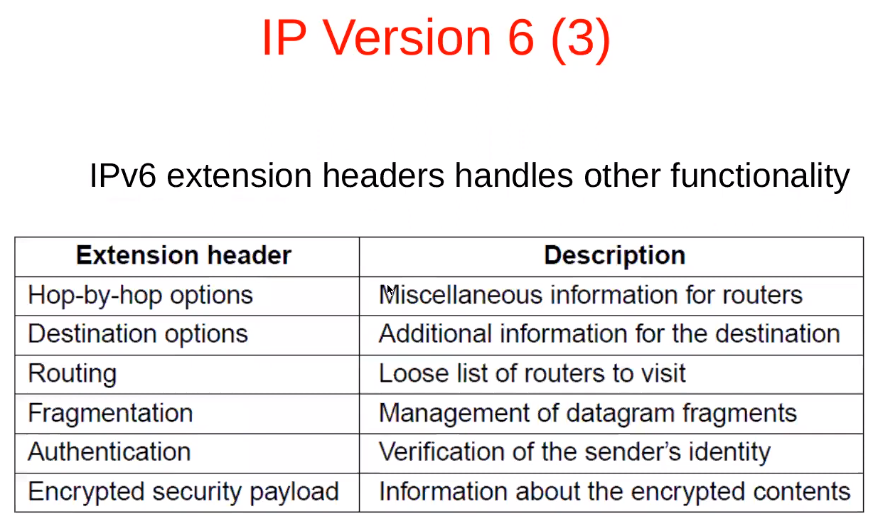 IP Version 6 (3)
IPv6 extension headers handles other functionality
Extension header Description
Hop-by-hop options Miscellaneous information for routers
Destination options Additional information for the destination
Routing Loose list of routers to visit
Fragmentation Management of datagram fragments
Authentication Verification of the sender's identity
Encrypted security payload Information about the encrypted contents